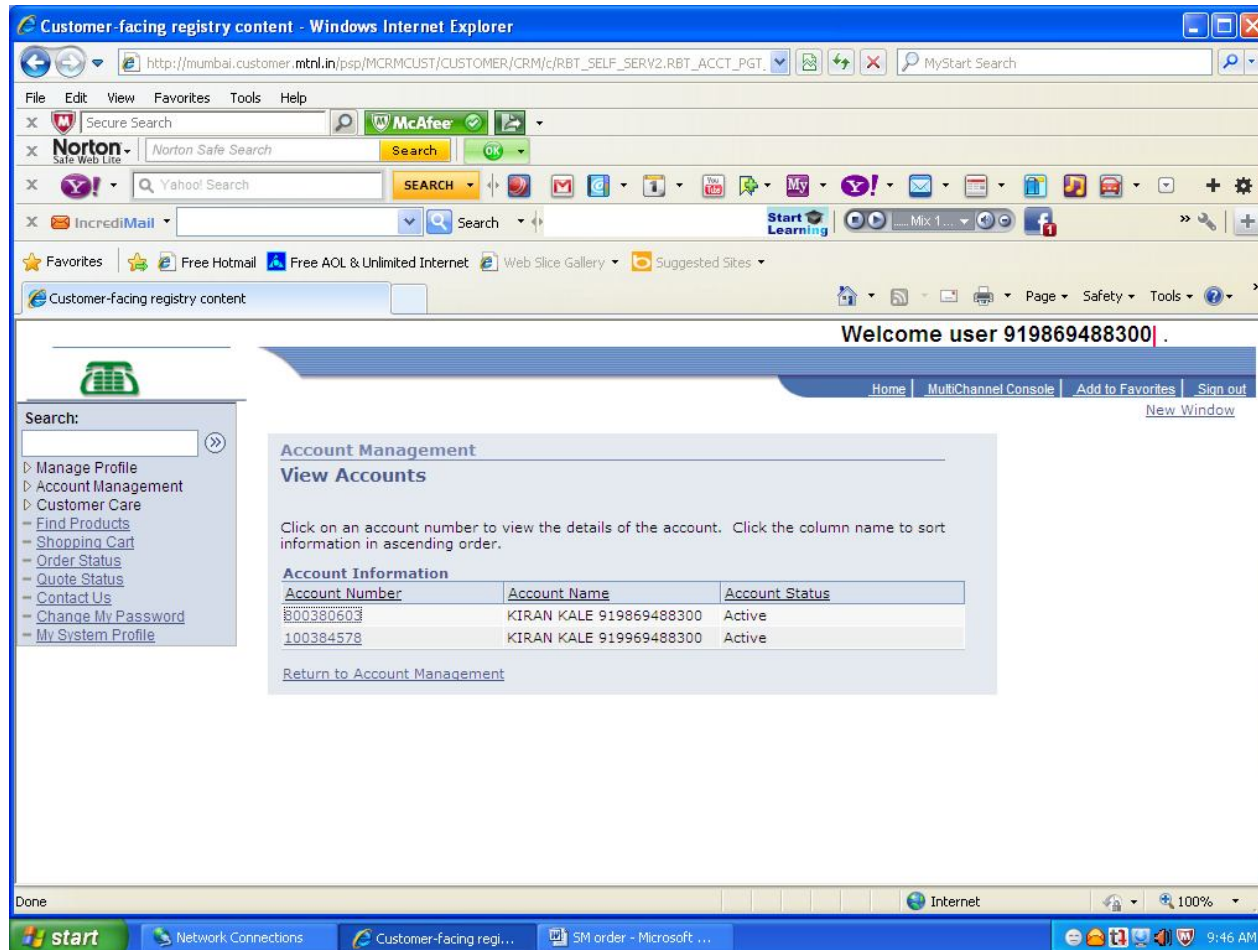 Customer-facing registry content - Windows Internet Explorer
http://mumbai.customer.mtnl.in/psp/MCRMCUST/CUSTOMER/CRM/c/RBT_SELF_SERV2.RBT_ACCT_PGT. MyStart Search
File Edit View Favorites Tools Help
x Secure Search McAfee
x Norton Safe Web Lite Norton Safe Search Search OK
x Y! Yahoo! Search SEARCH You Tube My Y!
x IncrediMail Search Start Learning ..... Mix 1... 1 »
Favorites Free Hotmail Free AOL & Unlimited Internet Web Slice Gallery Suggested Sites
Customer-facing registry content Page Safety Tools
Welcome user 919869488300| .
Home MultiChannel Console Add to Favorites Sign out
New Window
Search:
Manage Profile
Account Management
Customer Care
Find Products
Shopping Cart
Order Status
Quote Status
Contact Us
Change My Password
My System Profile
Account Management
View Accounts
Click on an account number to view the details of the account. Click the column name to sort
information in ascending order.
Account Information
Account Number Account Name Account Status
800380603 KIRAN KALE 919869488300 Active
100384578 KIRAN KALE 919969488300 Active
Return to Account Management
Done Internet 100%
start Network Connections Customer-facing regi... SM order - Microsoft ... 9:46 AM